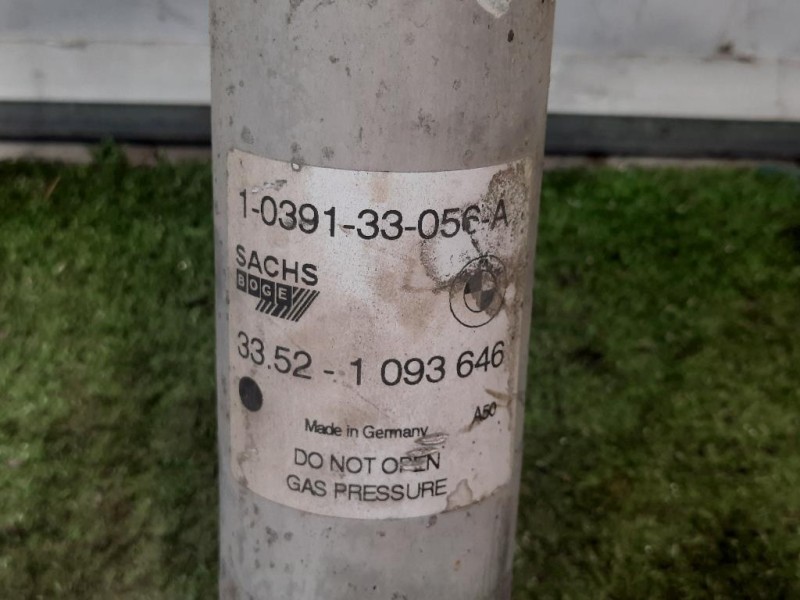 1-0391-33-056-A
SACHS
BOGE
33.52 - 1 093 646
A50
Made in Germany
DO NOT OPEN
GAS PRESSURE